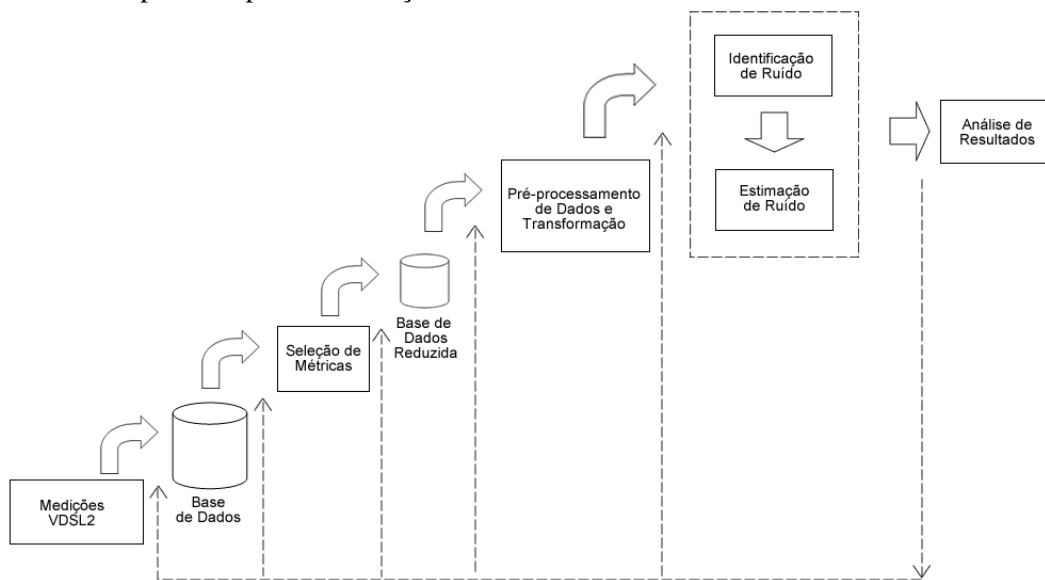 Identificação
de Ruído
Estimação
de Ruído
Análise de
Resultados
Pré-processamento
de Dados e
Transformação
Base de
Dados
Reduzida
Seleção de
Métricas
Base
de Dados
Medições
VDSL2